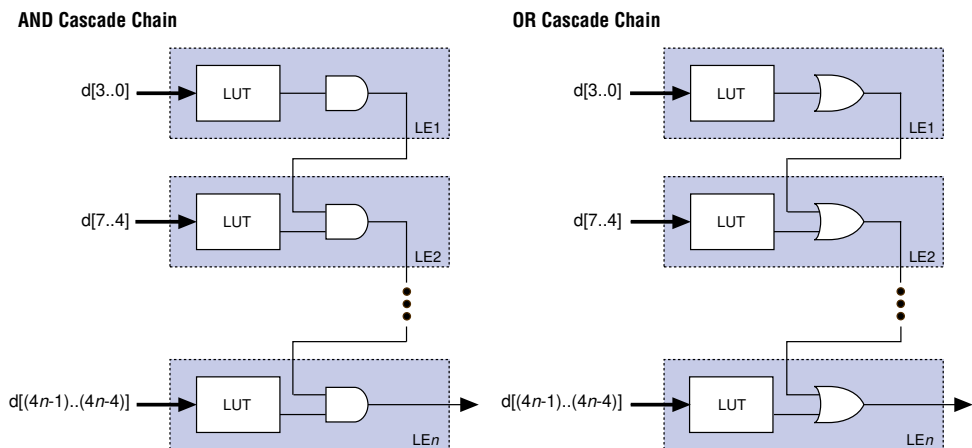 AND Cascade Chain
OR Cascade Chain
d[3..0]
LUT
LE1
d[7..4]
LUT
LE2
d[(4n-1)..(4n-4)]
LUT
LEn
d[3..0]
LUT
LE1
d[7..4]
LUT
LE2
d[(4n-1)..(4n-4)]
LUT
LEn